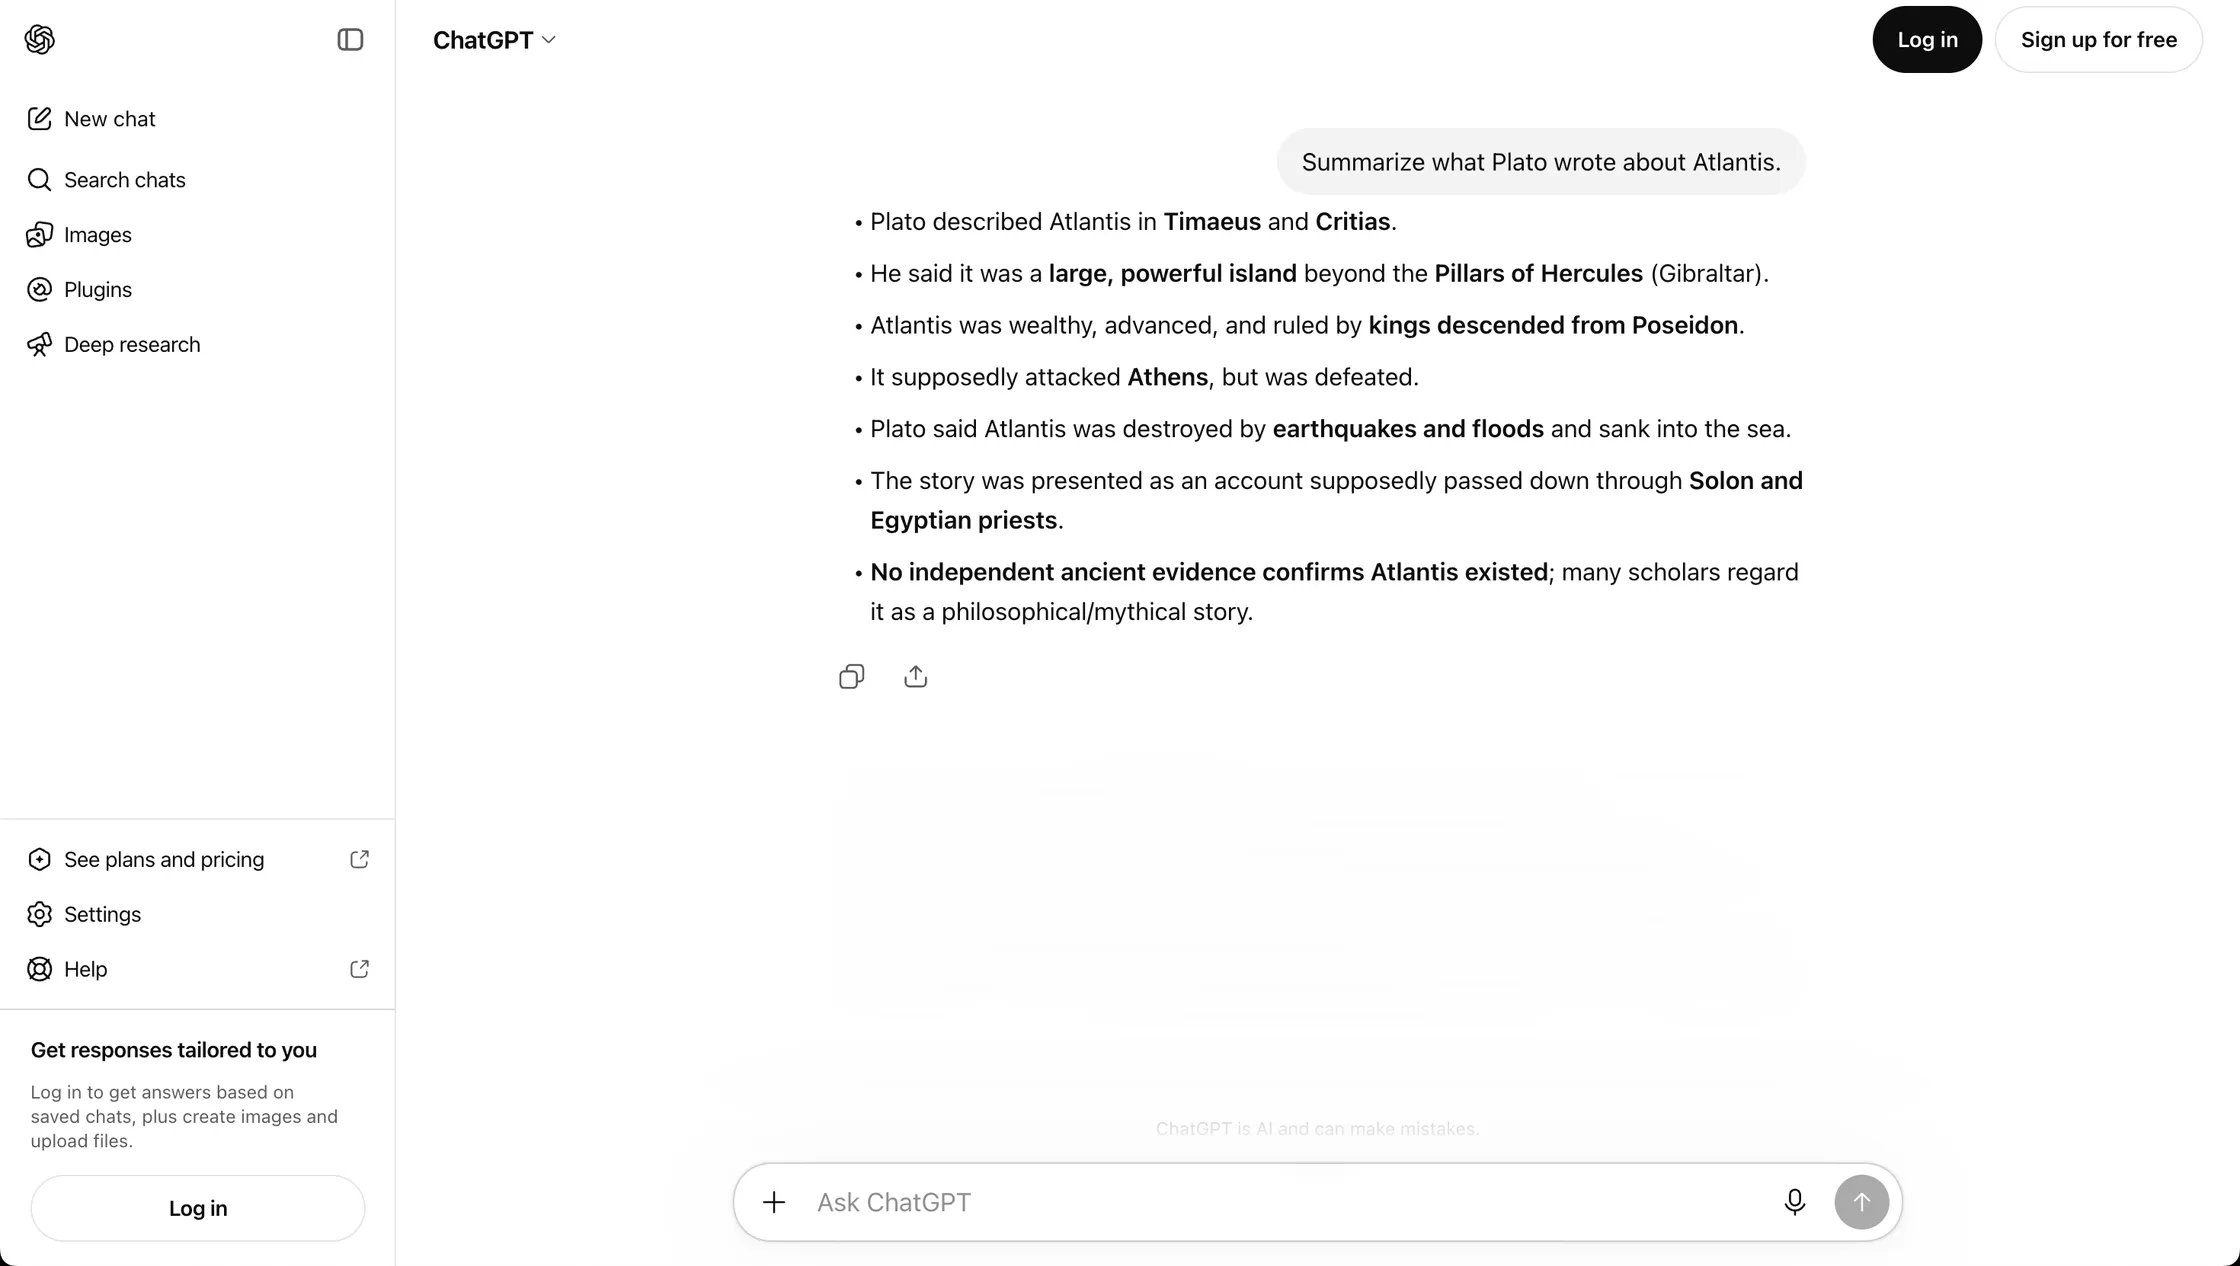 ChatGPT
Log in
Sign up for free
New chat
Search chats
Images
Plugins
Deep research
Summarize what Plato wrote about Atlantis.
• Plato described Atlantis in Timaeus and Critias.
• He said it was a large, powerful island beyond the Pillars of Hercules (Gibraltar).
• Atlantis was wealthy, advanced, and ruled by kings descended from Poseidon.
• It supposedly attacked Athens, but was defeated.
• Plato said Atlantis was destroyed by earthquakes and floods and sank into the sea.
• The story was presented as an account supposedly passed down through Solon and
Egyptian priests.
• No independent ancient evidence confirms Atlantis existed; many scholars regard
it as a philosophical/mythical story.
See plans and pricing
Settings
Help
Get responses tailored to you
Log in to get answers based on
saved chats, plus create images and
upload files.
Log in
ChatGPT is AI and can make mistakes.
Ask ChatGPT